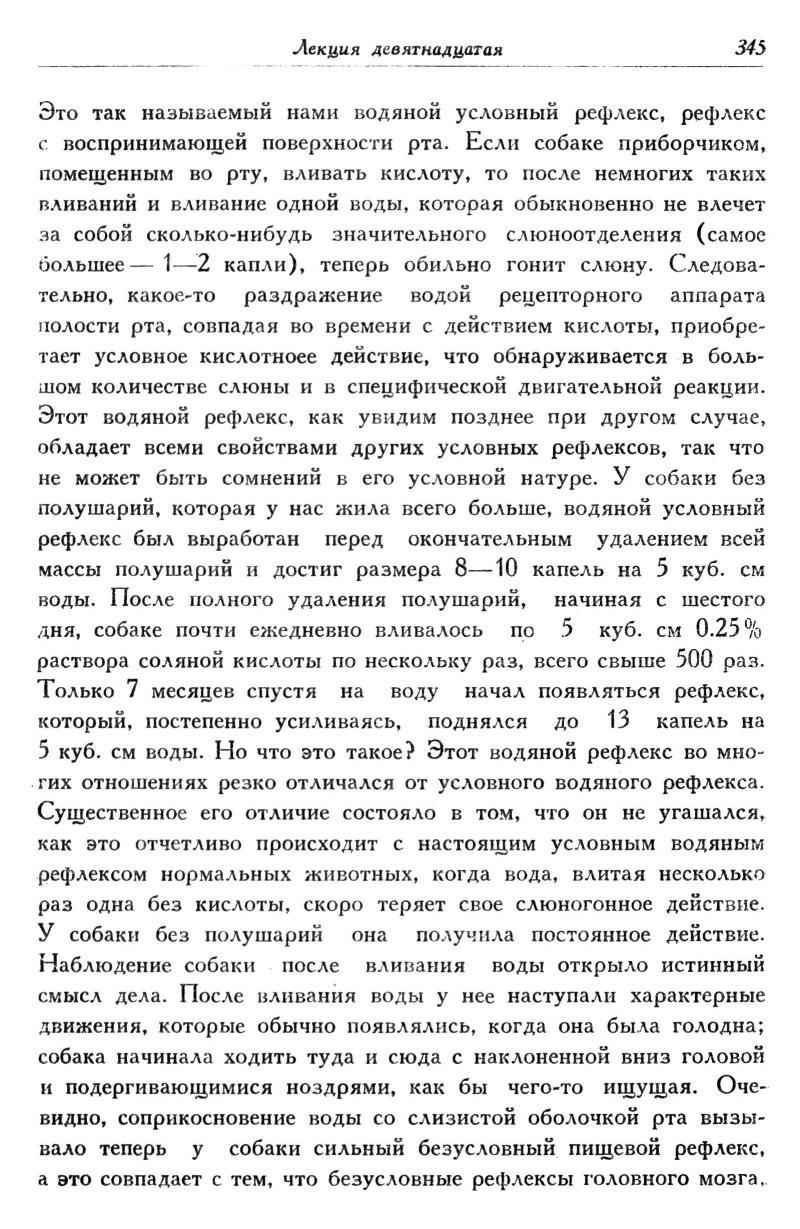 Лекция девятнадцатая 345
Это так называемый нами водяной условный рефлекс, рефлекс
с воспринимающей поверхности рта. Если собаке приборчиком,
помещенным во рту, вливать кислоту, то после немногих таких
вливаний и вливание одной воды, которая обыкновенно не влечет
за собой сколько-нибудь значительного слюноотделения (самое
большее — 1—2 капли), теперь обильно гонит слюну. Следова-
тельно, какое-то раздражение водой рецепторного аппарата
полости рта, совпадая во времени с действием кислоты, приобре-
тает условное кислотноее действие, что обнаруживается в боль-
шом количестве слюны и в специфической двигательной реакции.
Этот водяной рефлекс, как увидим позднее при другом случае,
обладает всеми свойствами других условных рефлексов, так что
не может быть сомнений в его условной натуре. У собаки без
полушарий, которая у нас жила всего больше, водяной условный
рефлекс был выработан перед окончательным удалением всей
массы полушарий и достиг размера 8—10 капель на 5 куб. см
воды. После полного удаления полушарий, начиная с шестого
дня, собаке почти ежедневно вливалось по 5 куб. см 0.25%
раствора соляной кислоты по нескольку раз, всего свыше 500 раз.
Только 7 месяцев спустя на воду начал появляться рефлекс,
который, постепенно усиливаясь, поднялся до 13 капель на
5 куб. см воды. Но что это такое? Этот водяной рефлекс во мно-
гих отношениях резко отличался от условного водяного рефлекса.
Существенное его отличие состояло в том, что он не угашался,
как это отчетливо происходит с настоящим условным водяным
рефлексом нормальных животных, когда вода, влитая несколько
раз одна без кислоты, скоро теряет свое слюногонное действие.
У собаки без полушарий она получила постоянное действие.
Наблюдение собаки после вливания воды открыло истинный
смысл дела. После вливания воды у нее наступали характерные
движения, которые обычно появлялись, когда она была голодна;
собака начинала ходить туда и сюда с наклоненной вниз головой
и подергивающимися ноздрями, как бы чего-то ищущая. Оче-
видно, соприкосновение воды со слизистой оболочкой рта вызы-
вало теперь у собаки сильный безусловный пищевой рефлекс,
а это совпадает с тем, что безусловные рефлексы головного мозга,